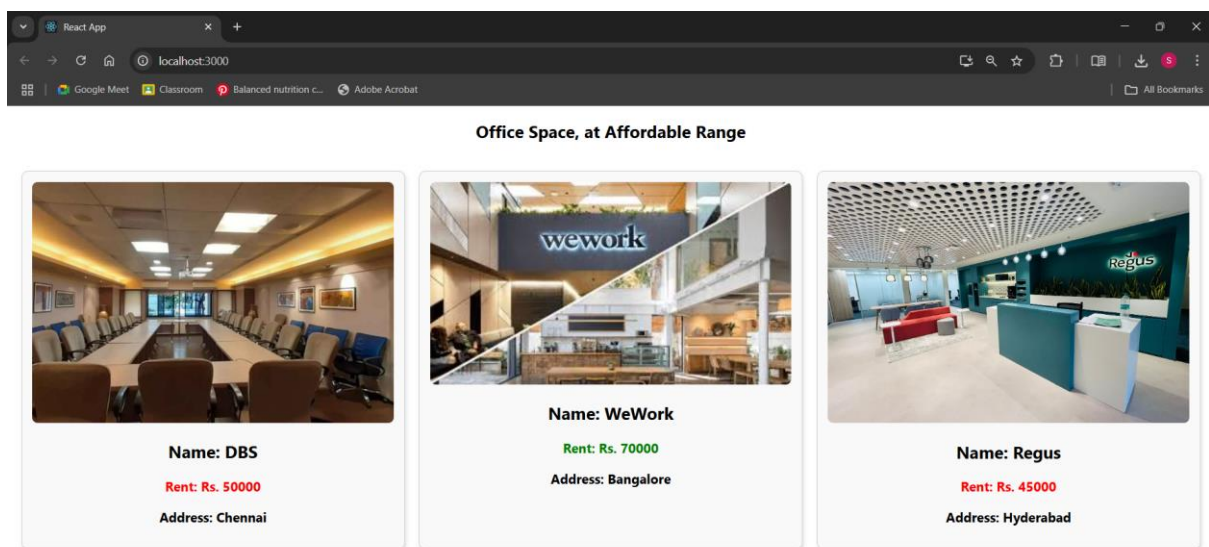 React App
localhost:3000
S
Google Meet
Classroom
Balanced nutrition c...
Adobe Acrobat
All Bookmarks
Office Space, at Affordable Range
wework
Regus
Name: DBS
Rent: Rs. 50000
Address: Chennai
Name: WeWork
Rent: Rs. 70000
Address: Bangalore
Name: Regus
Rent: Rs. 45000
Address: Hyderabad